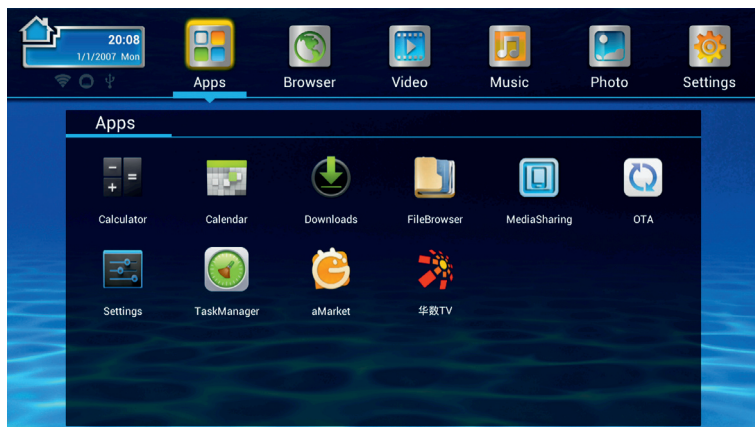 20:08
1/1/2007 Mon
Apps Browser Video Music Photo Settings
Apps
Calculator Calendar Downloads FileBrowser MediaSharing OTA
Settings TaskManager aMarket 华数TV